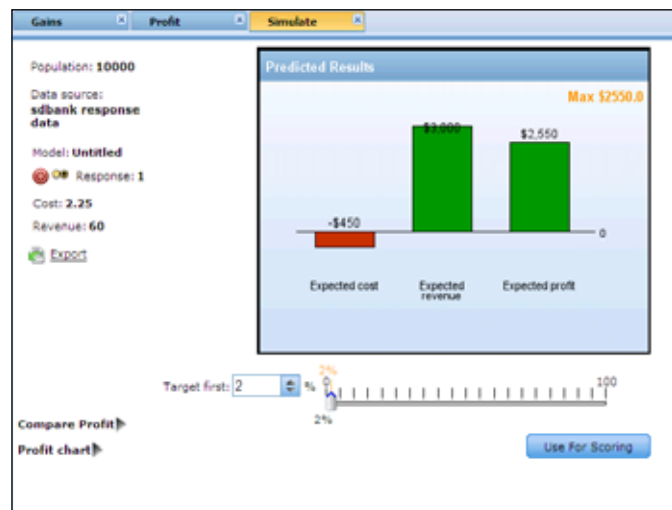 Gains
Profit
Simulate
Population: 10000
Data source:
sdbank response
data
Model: Untitled
Response: 1
Cost: 2.25
Revenue: 60
Export
Predicted Results
Max $2550.0
$3,000
$2,550
-$450
0
Expected cost
Expected
revenue
Expected profit
Target first: 2 %
2%
0
100
2%
Compare Profit
Profit chart
Use For Scoring